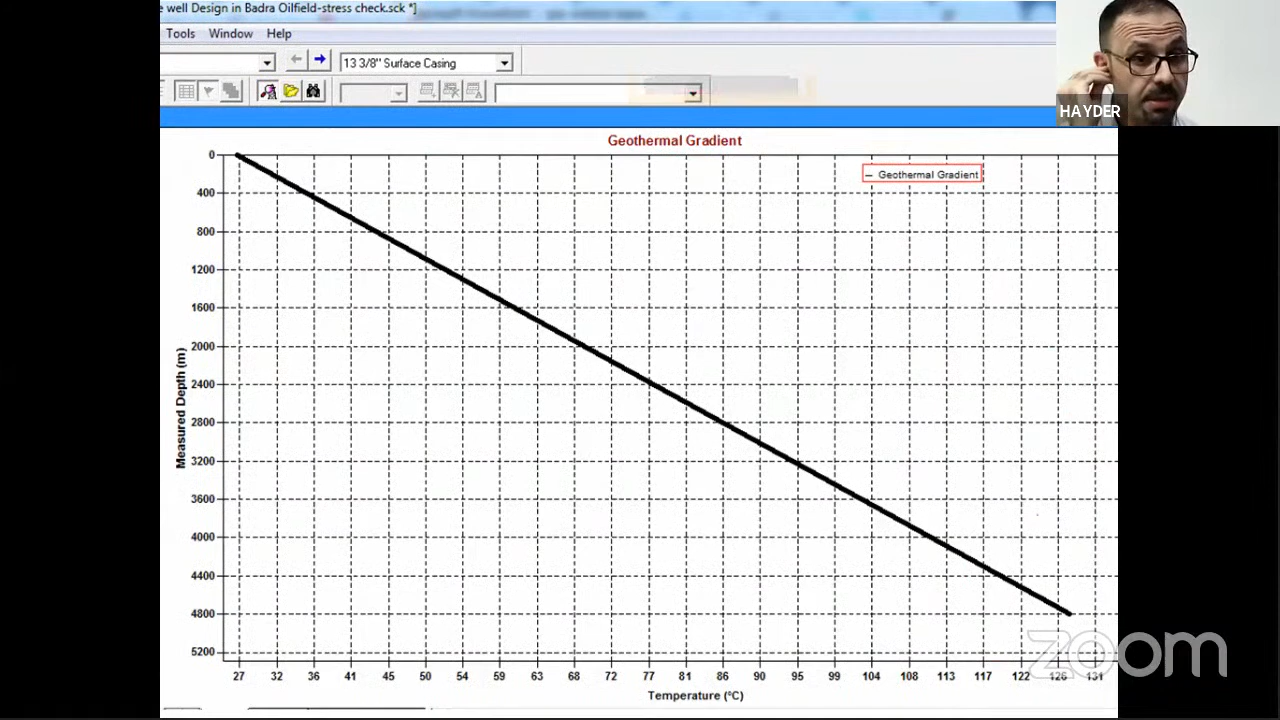 e well Design in Badra Oilfield-stress check.sck *]
Tools Window Help
13 3/8" Surface Casing
HAYDER
Geothermal Gradient
Geothermal Gradient
Measured Depth (m)
0
400
800
1200
1600
2000
2400
2800
3200
3600
4000
4400
4800
5200
27 32 36 41 45 50 54 59 63 68 72 77 81 86 90 95 99 104 108 113 117 122 126 131
Temperature (°C)
zoom